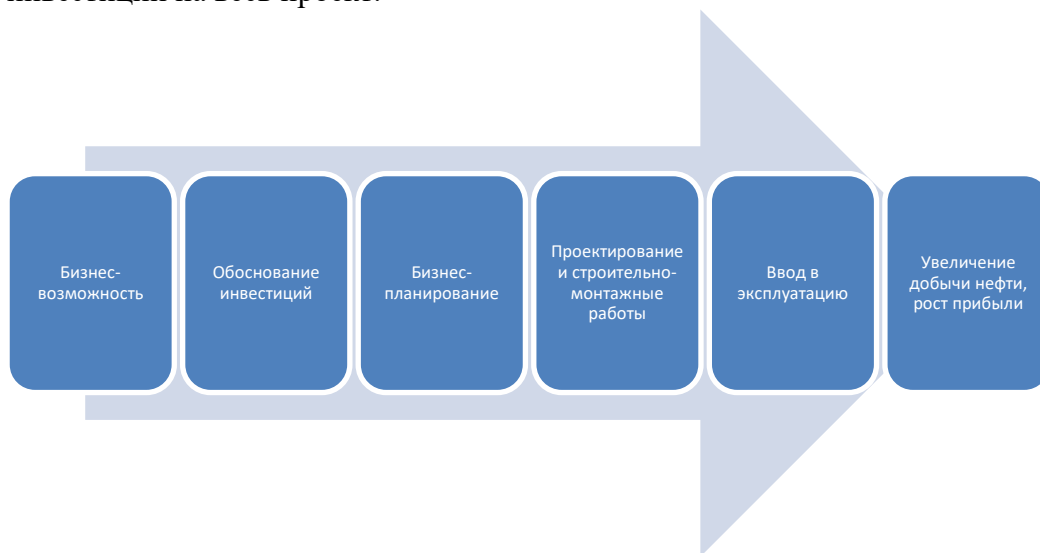 Бизнес-
возможность
Обоснование
инвестиций
Бизнес-
планирование
Проектирование
и строительно-
монтажные
работы
Ввод в
эксплуатацию
Увеличение
добычи нефти,
рост прибыли